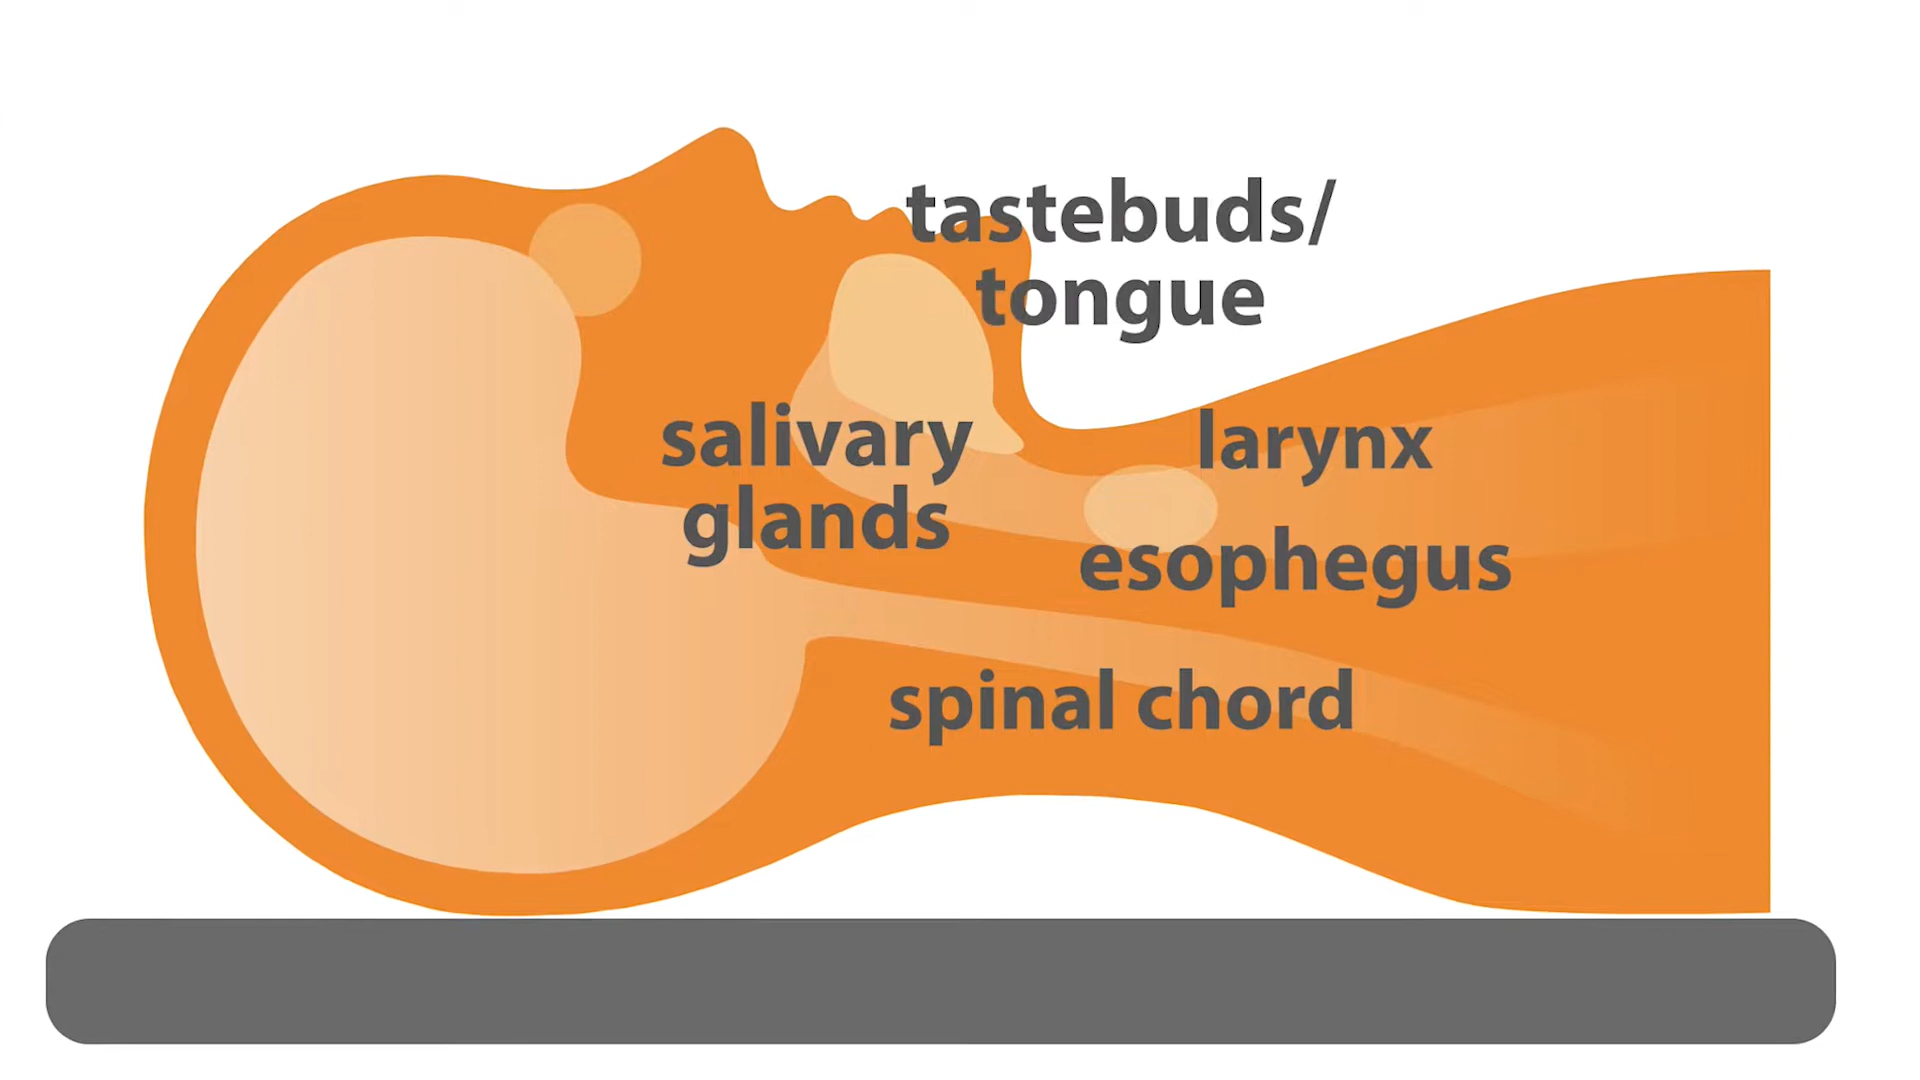 tastebuds/
tongue
salivary
glands
larynx
esophegus
spinal chord